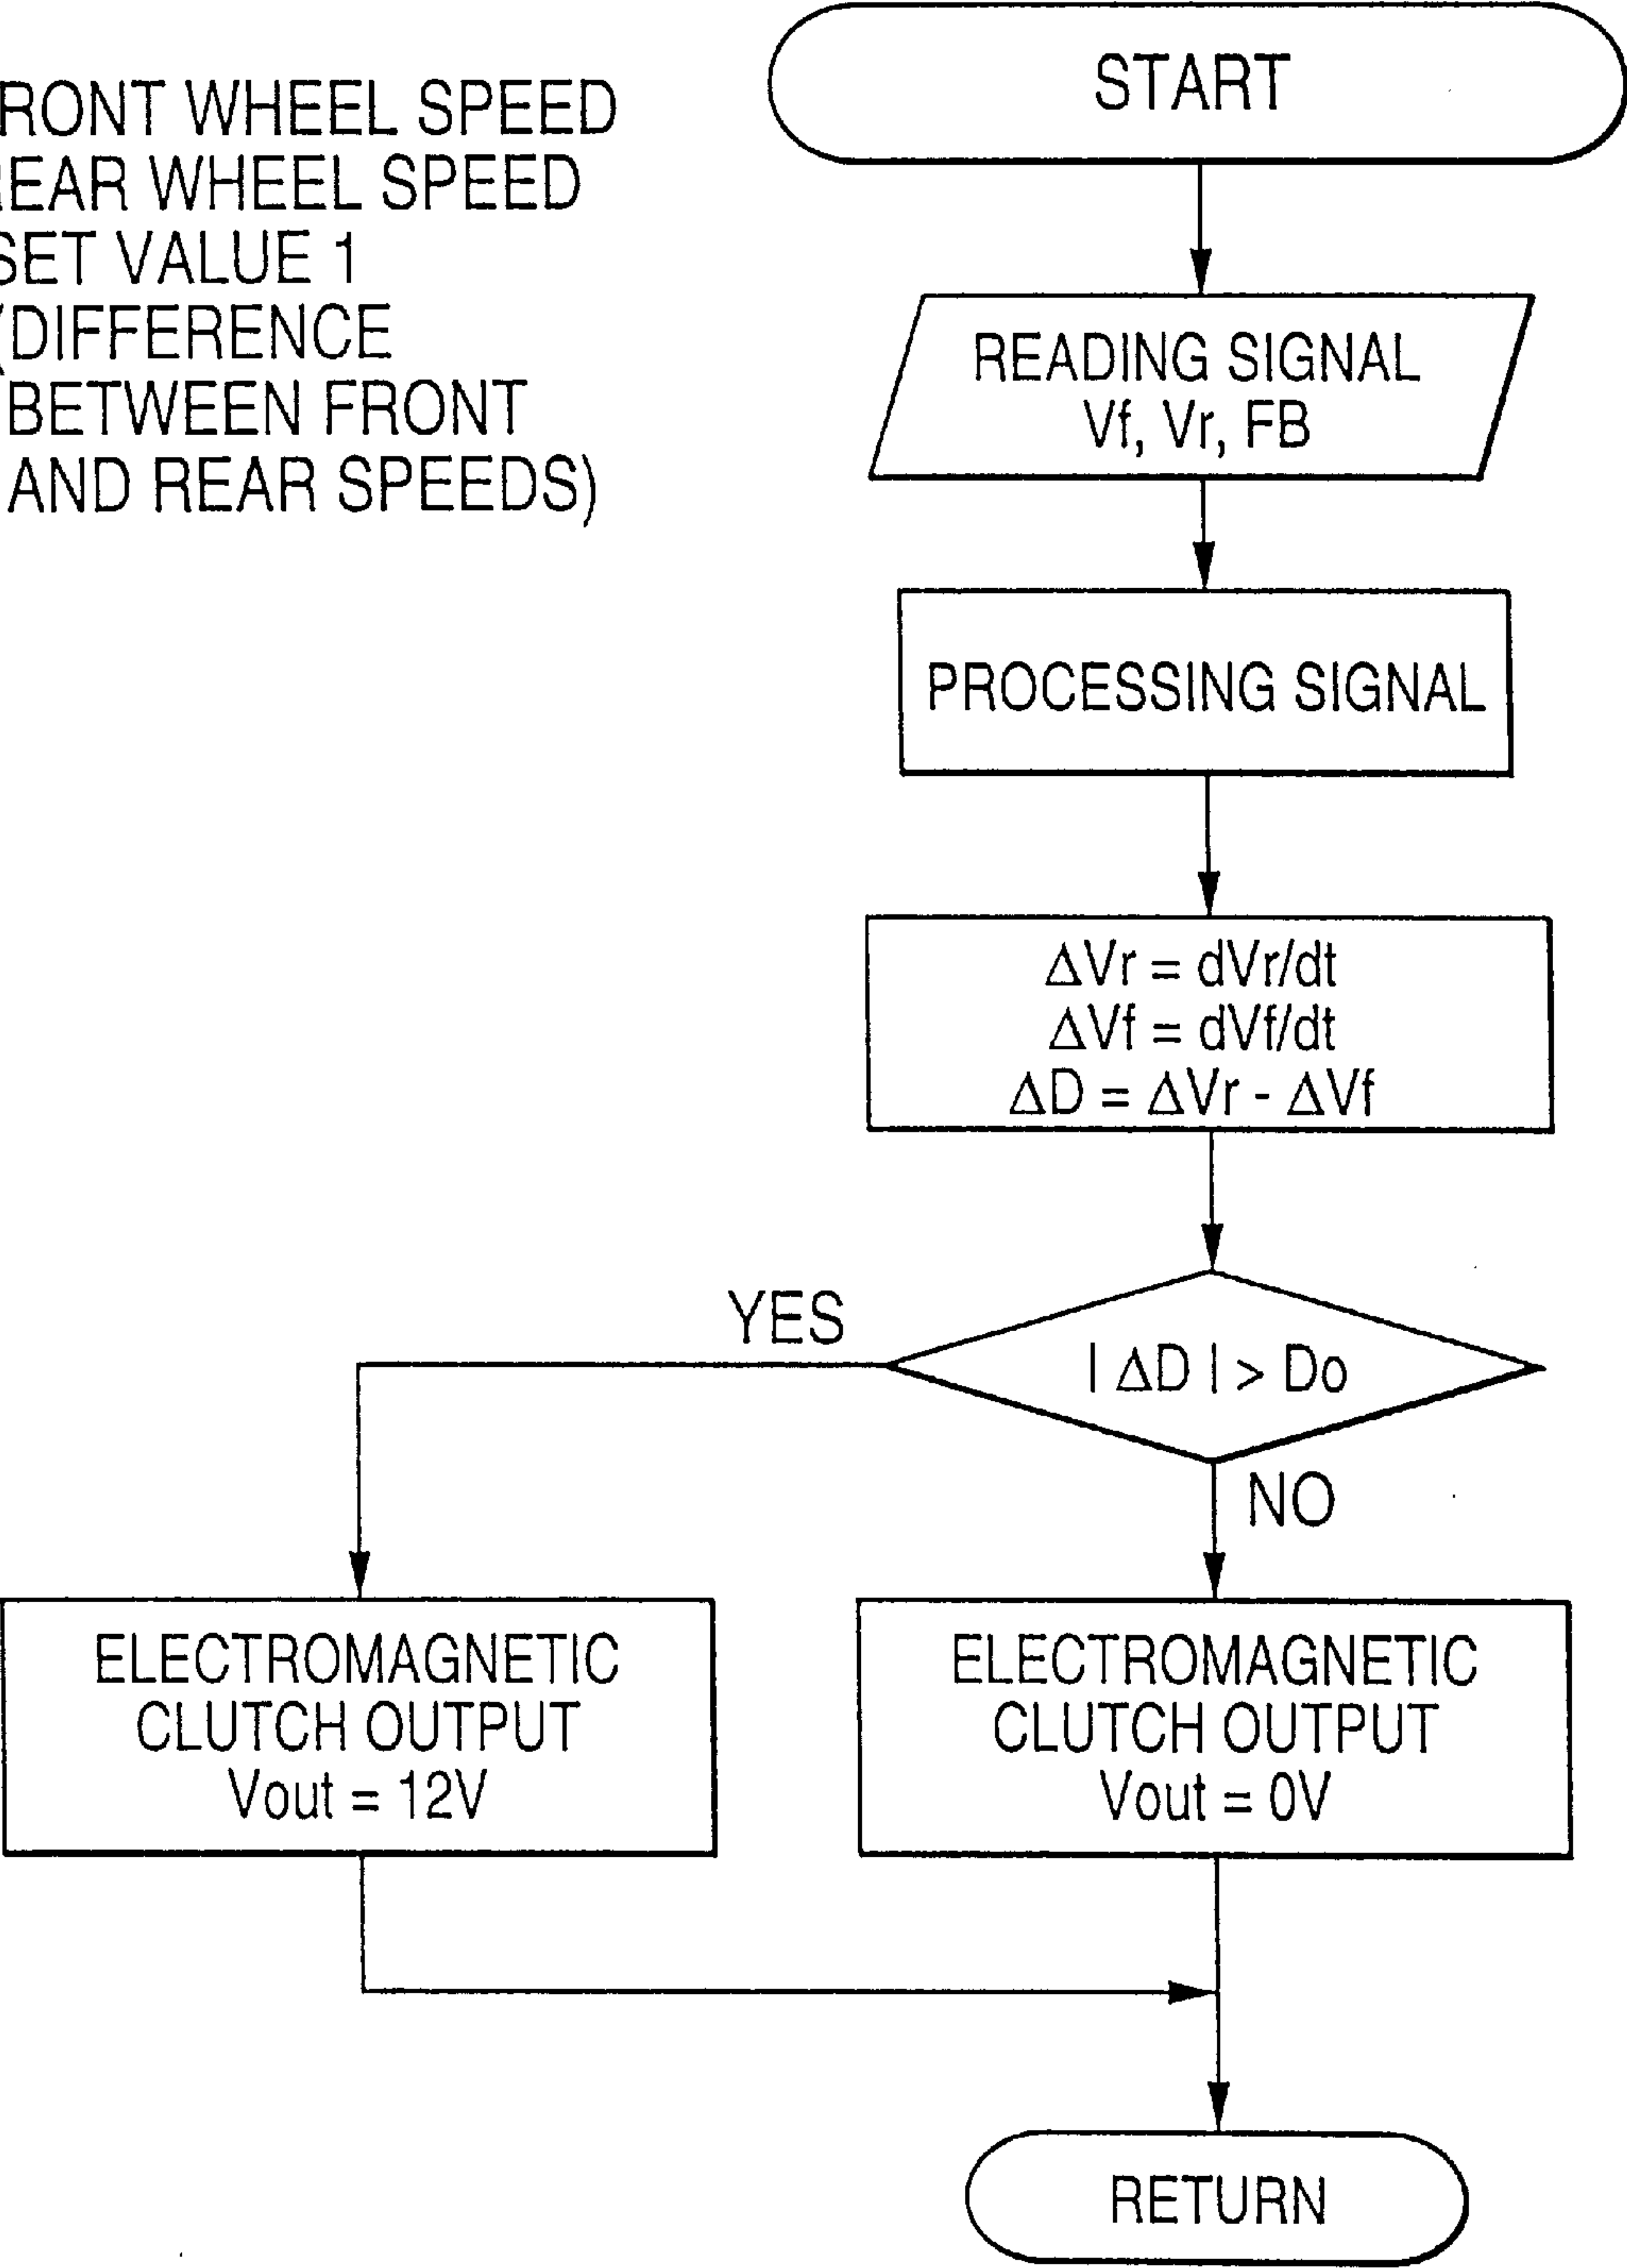 RONT WHEEL SPEED
REAR WHEEL SPEED
SET VALUE 1
(DIFFERENCE
BETWEEN FRONT
AND REAR SPEEDS)
START
READING SIGNAL
Vf, Vr, FB
PROCESSING SIGNAL
ΔVr = dVr/dt
ΔVf = dVf/dt
ΔD = ΔVr - ΔVf
| ΔD | > Do
YES
NO
ELECTROMAGNETIC
CLUTCH OUTPUT
Vout = 12V
ELECTROMAGNETIC
CLUTCH OUTPUT
Vout = 0V
RETURN